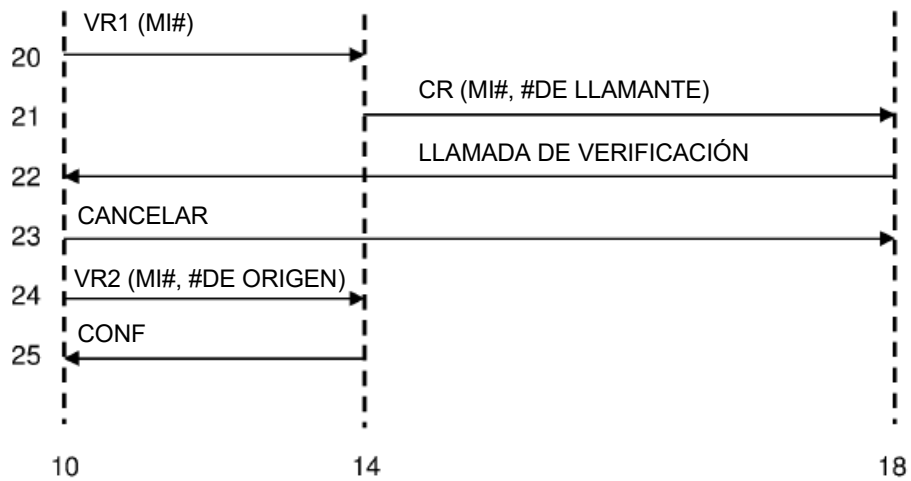 VR1 (MI#)
20
CR (MI#, #DE LLAMANTE)
21
LLAMADA DE VERIFICACIÓN
22
CANCELAR
23
VR2 (MI#, #DE ORIGEN)
24
CONF
25
10 14 18